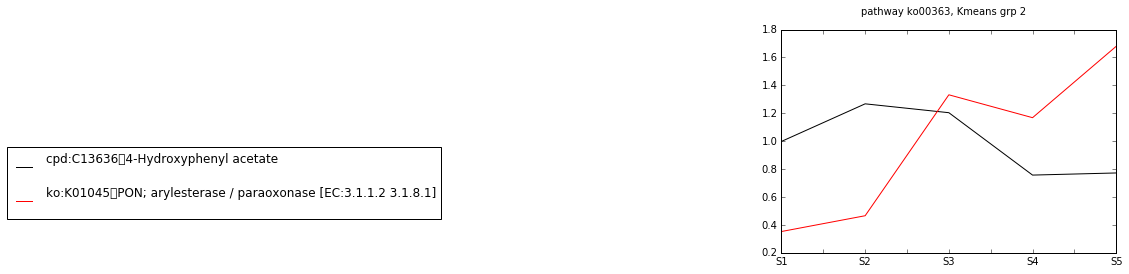 pathway ko00363, Kmeans grp 2
1.8
1.6
1.4
1.2
1.0
0.8
0.6
0.4
0.2
S1 S2 S3 S4 S5
cpd:C13636▯4-Hydroxyphenyl acetate
ko:K01045▯PON; arylesterase / paraoxonase [EC:3.1.1.2 3.1.8.1]